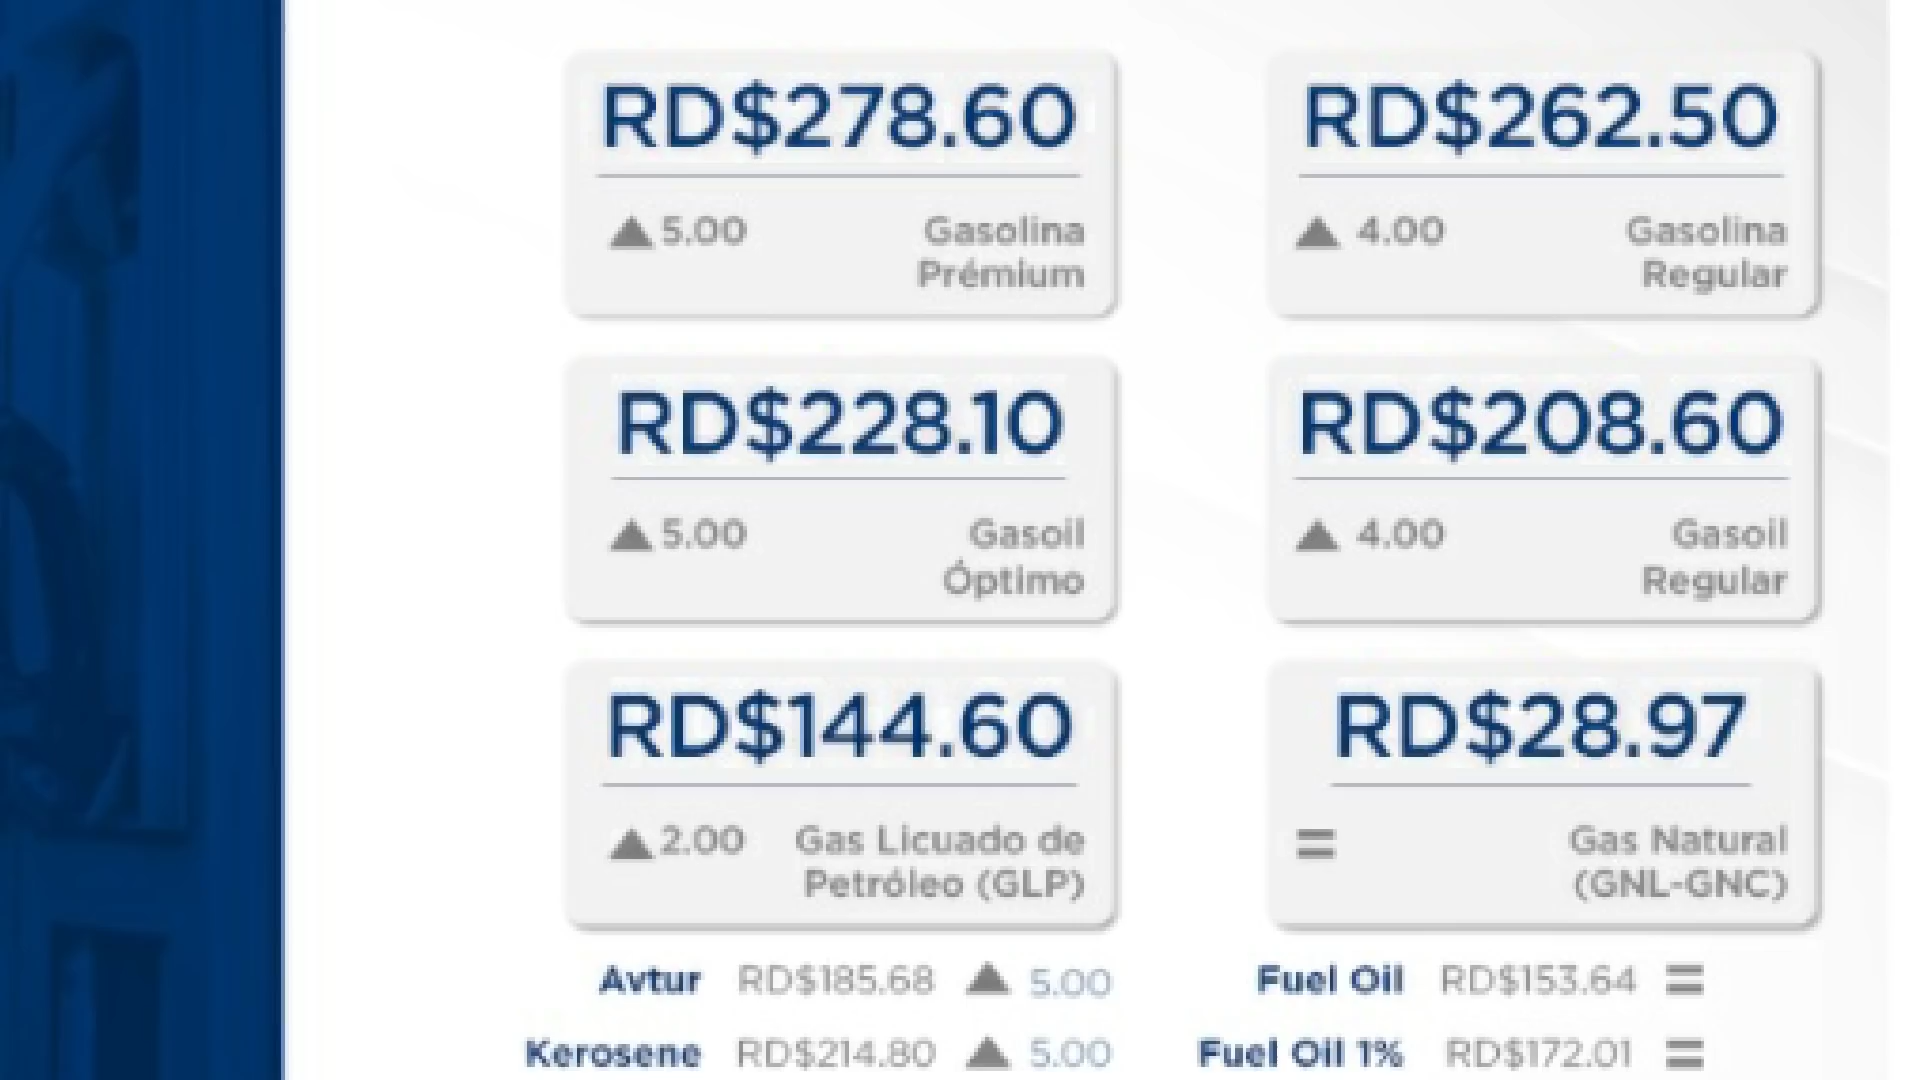 RD$278.60
▲ 5.00 Gasolina
Prémium
RD$262.50
▲ 4.00 Gasolina
Regular
RD$228.10
▲ 5.00 Gasoil
Óptimo
RD$208.60
▲ 4.00 Gasoil
Regular
RD$144.60
▲ 2.00 Gas Licuado de
Petróleo (GLP)
RD$28.97
= Gas Natural
(GNL-GNC)
Avtur RD$185.68 ▲ 5.00
Fuel Oil RD$153.64 =
Kerosene RD$214.80 ▲ 5.00
Fuel Oil 1% RD$172.01 =